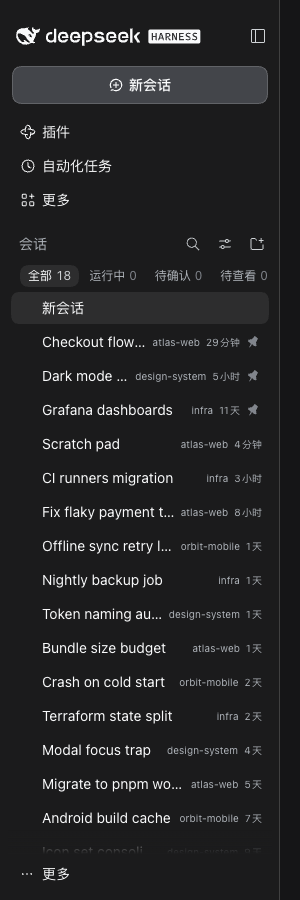 deepseek HARNESS
新会话
插件
自动化任务
更多
会话
全部 18 运行中 0 待确认 0 待查看 0
新会话
Checkout flow... atlas-web 29分钟
Dark mode ... design-system 5小时
Grafana dashboards infra 11天
Scratch pad atlas-web 4分钟
CI runners migration infra 3小时
Fix flaky payment t... atlas-web 8小时
Offline sync retry l... orbit-mobile 1天
Nightly backup job infra 1天
Token naming au... design-system 1天
Bundle size budget atlas-web 1天
Crash on cold start orbit-mobile 2天
Terraform state split infra 2天
Modal focus trap design-system 4天
Migrate to pnpm wo... atlas-web 5天
Android build cache orbit-mobile 7天
Icon set consoli... design-system
更多